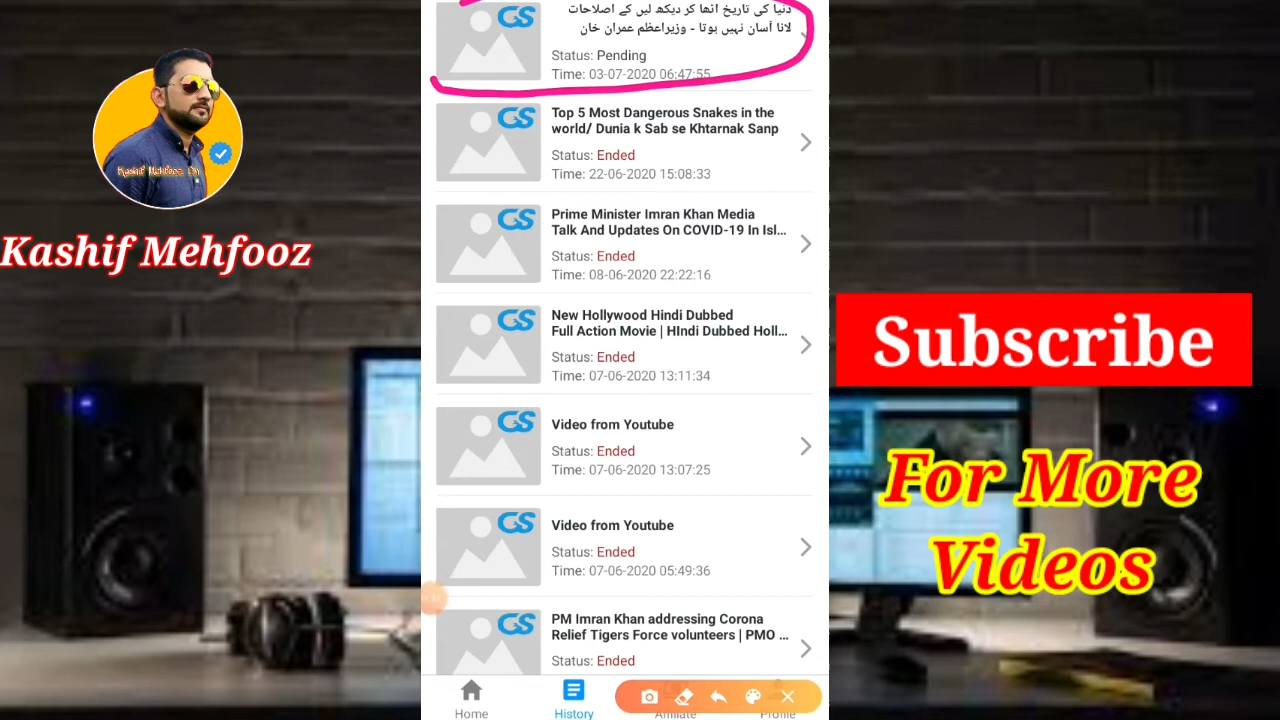 Kashif Mehfooz
دنیا کی تاریخ اٹھا کر دیکھ لیں کے اصلاحات
لانا آسان نہیں ہوتا - وزیراعظم عمران خان
Status: Pending
Time: 03-07-2020 06:47:55
Top 5 Most Dangerous Snakes in the
world/ Dunia k Sab se Khtarnak Sanp
Status: Ended
Time: 22-06-2020 15:08:33
Prime Minister Imran Khan Media
Talk And Updates On COVID-19 In Isl...
Status: Ended
Time: 08-06-2020 22:22:16
New Hollywood Hindi Dubbed
Full Action Movie | HIndi Dubbed Holl...
Status: Ended
Time: 07-06-2020 13:11:34
Video from Youtube
Status: Ended
Time: 07-06-2020 13:07:25
Video from Youtube
Status: Ended
Time: 07-06-2020 05:49:36
PM Imran Khan addressing Corona
Relief Tigers Force volunteers | PMO ...
Status: Ended
Home
History
Affiliate
Profile
Subscribe
For More
Videos